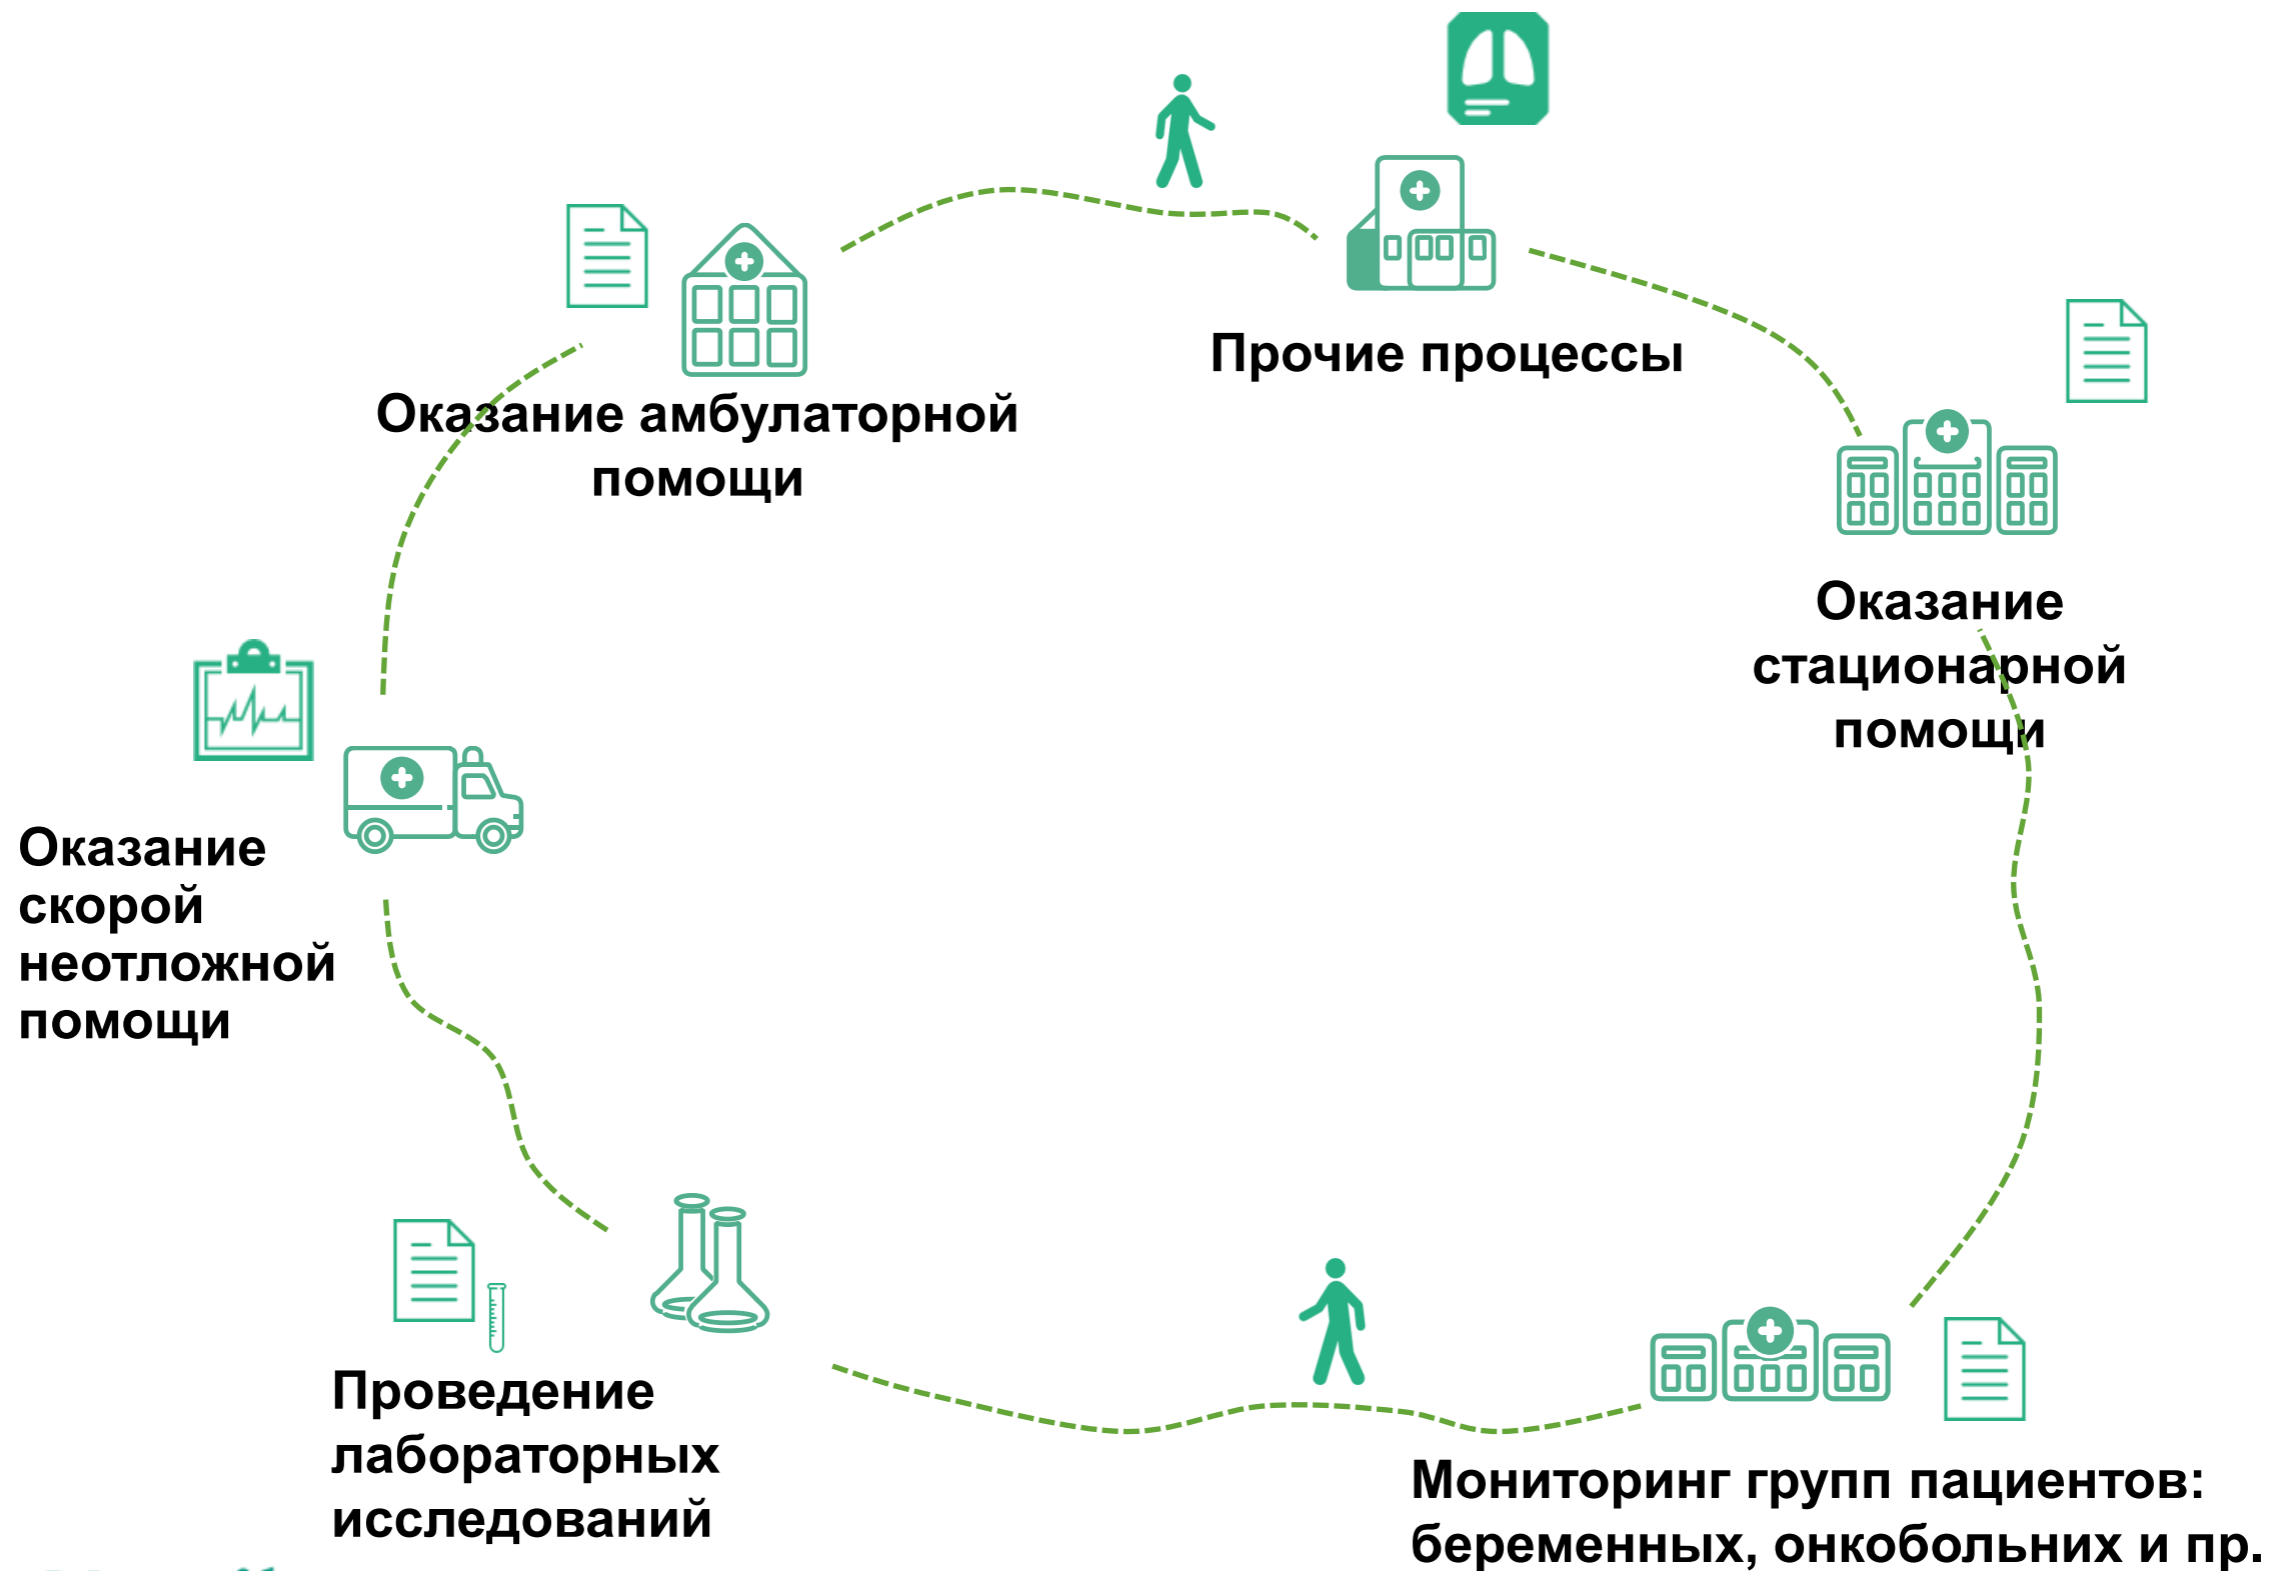 Прочие процессы
Оказание амбулаторной
помощи
Оказание
стационарной
помощи
Оказание
скорой
неотложной
помощи
Проведение
лабораторных
исследований
Мониторинг групп пациентов:
беременных, онкобольних и пр.